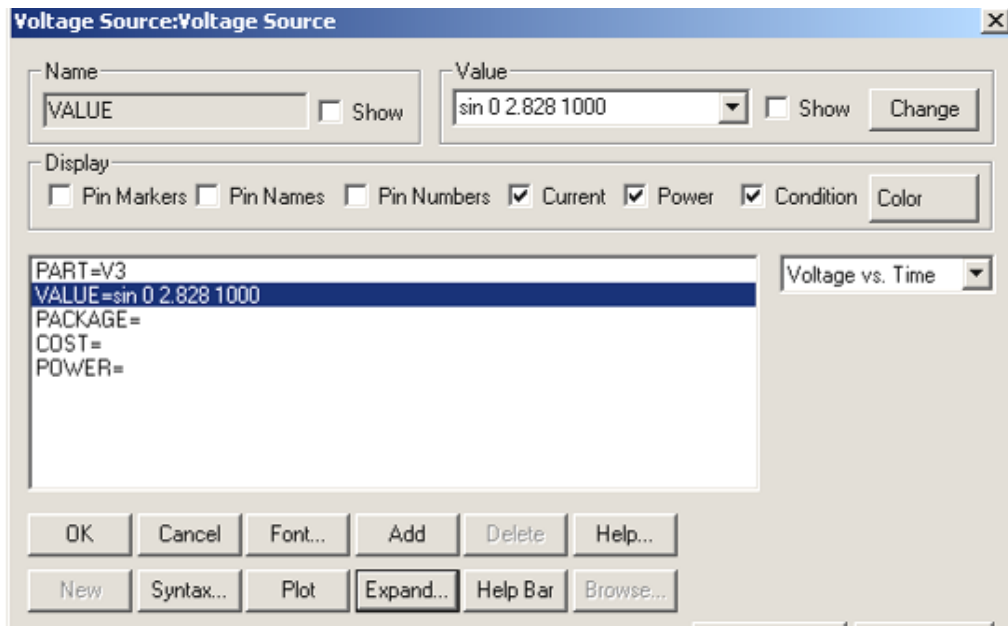 Voltage Source:Voltage Source
Name
VALUE Show
Value
sin 0 2.828 1000 Show Change
Display
Pin Markers Pin Names Pin Numbers Current Power Condition Color
PART=V3
VALUE=sin 0 2.828 1000
PACKAGE=
COST=
POWER=
Voltage vs. Time
OK Cancel Font... Add Delete Help...
New Syntax... Plot Expand... Help Bar Browse...